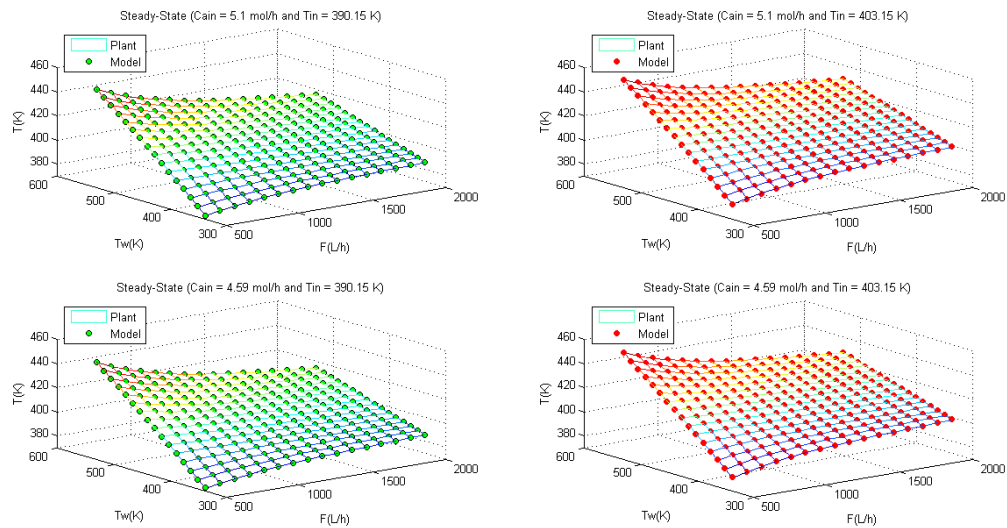 Steady-State (Cain = 5.1 mol/h and Tin = 390.15 K)
Plant
Model
460
440
420
400
380
T(K)
600
500
400
300
Tw(K)
500
1000
1500
2000
F(L/h)
Steady-State (Cain = 5.1 mol/h and Tin = 403.15 K)
Plant
Model
460
440
420
400
380
T(K)
600
500
400
300
Tw(K)
500
1000
1500
2000
F(L/h)
Steady-State (Cain = 4.59 mol/h and Tin = 390.15 K)
Plant
Model
460
440
420
400
380
T(K)
600
500
400
300
Tw(K)
500
1000
1500
2000
F(L/h)
Steady-State (Cain = 4.59 mol/h and Tin = 403.15 K)
Plant
Model
460
440
420
400
380
T(K)
600
500
400
300
Tw(K)
500
1000
1500
2000
F(L/h)